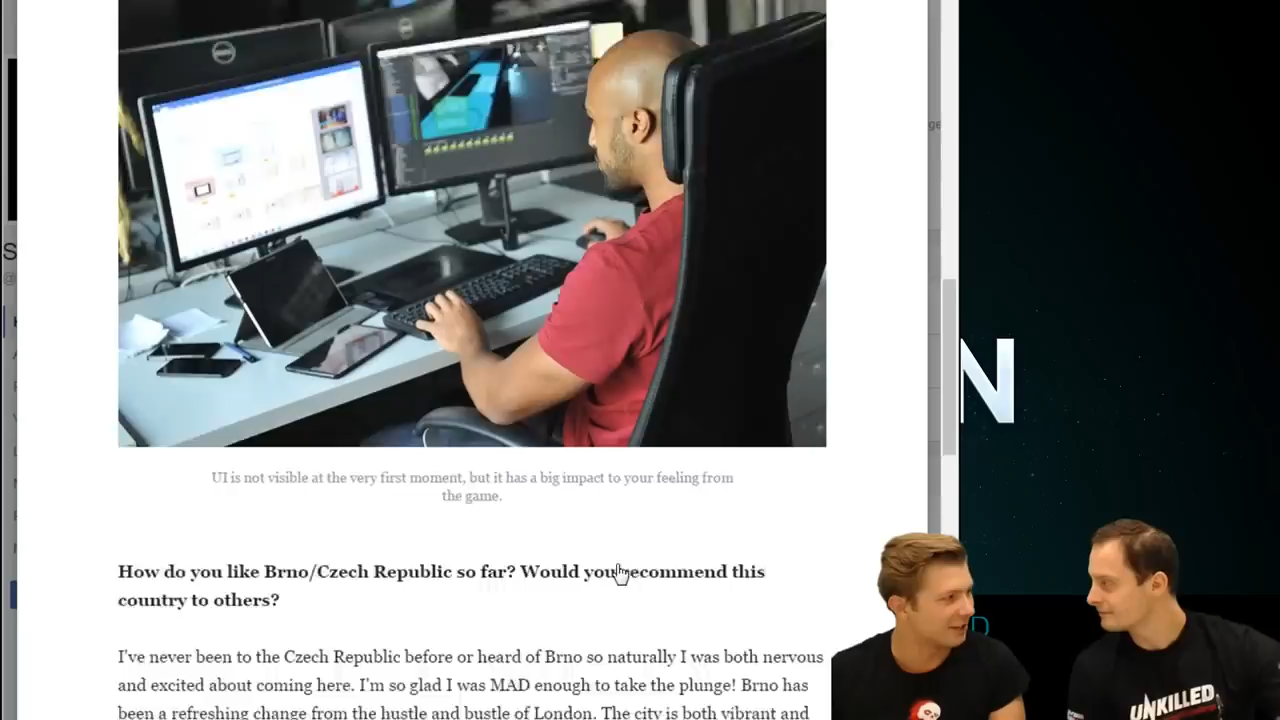 UI is not visible at the very first moment, but it has a big impact to your feeling from
the game.
How do you like Brno/Czech Republic so far? Would you recommend this
country to others?
I've never been to the Czech Republic before or heard of Brno so naturally I was both nervous
and excited about coming here. I'm so glad I was MAD enough to take the plunge! Brno has
been a refreshing change from the hustle and bustle of London. The city is both vibrant and
ge
S
@
N
D
UNKILLED
DELL